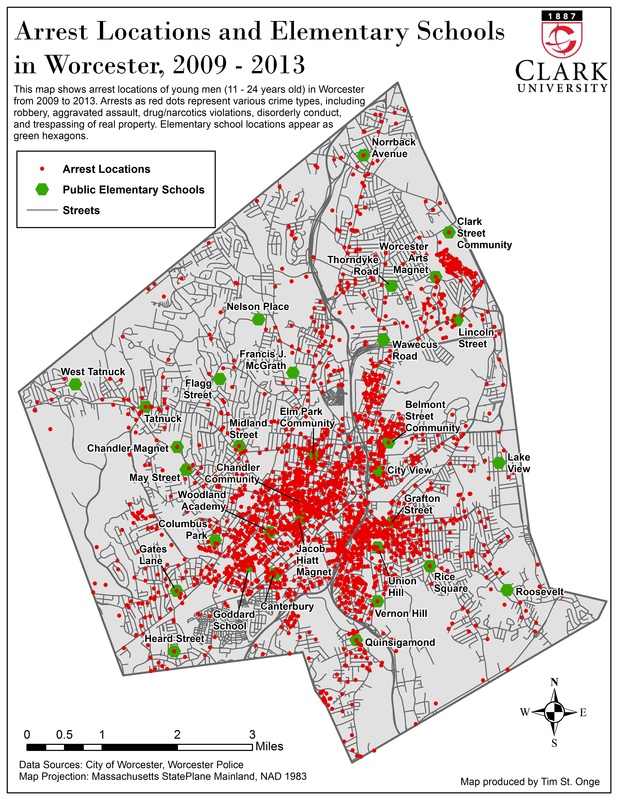 Arrest Locations and Elementary Schools
in Worcester, 2009 - 2013
1887
CLARK
UNIVERSITY
This map shows arrest locations of young men (11 - 24 years old) in Worcester
from 2009 to 2013. Arrests as red dots represent various crime types, including
robbery, aggravated assault, drug/narcotics violations, disorderly conduct,
and trespassing of real property. Elementary school locations appear as
green hexagons.
Arrest Locations
Public Elementary Schools
Streets
Norrback
Avenue
Clark
Street
Community
Worcester
Arts
Magnet
Thorndyke
Road
Nelson Place
Lincoln
Street
Wawecus
Road
Francis J.
McGrath
West Tatnuck
Flagg
Street
Tatnuck
Elm Park
Community
Belmont
Street
Community
Midland
Street
Chandler Magnet
Lake
View
Chandler
Community
City View
May Street
Woodland
Academy
Grafton
Street
Columbus
Park
Gates
Lane
Jacob
Hiatt
Magnet
Union
Hill
Rice
Square
Roosevelt
Canterbury
Goddard
School
Vernon Hill
Heard Street
Quinsigamond
N
W
E
S
0 0.5 1 2 3
Miles
Data Sources: City of Worcester, Worcester Police
Map Projection: Massachusetts StatePlane Mainland, NAD 1983
Map produced by Tim St. Onge